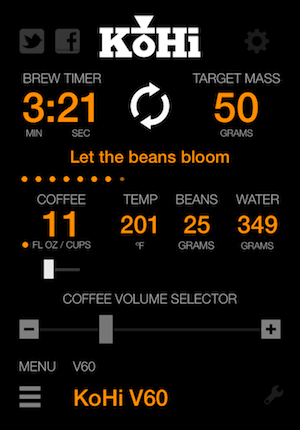 KoHi
BREW TIMER TARGET MASS
3:21 50
MIN SEC GRAMS
Let the beans bloom
COFFEE TEMP BEANS WATER
11 201 25 349
FL OZ / CUPS °F GRAMS GRAMS
COFFEE VOLUME SELECTOR
MENU V60
KoHi V60